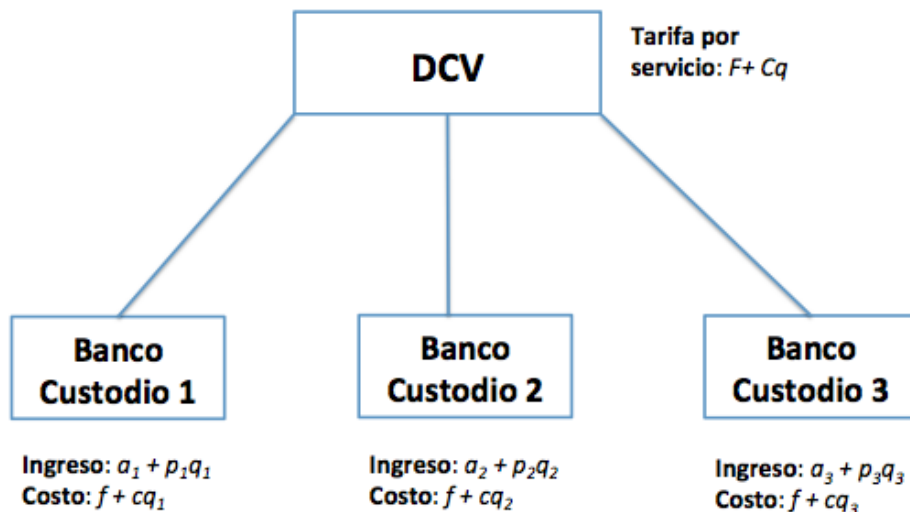 DCV
Tarifa por
servicio: F+ Cq
Banco
Custodio 1
Banco
Custodio 2
Banco
Custodio 3
Ingreso: a₁ + p₁q₁
Costo: f + cq₁
Ingreso: a₂ + p₂q₂
Costo: f + cq₂
Ingreso: a₃ + p₃q₃
Costo: f + cq₃